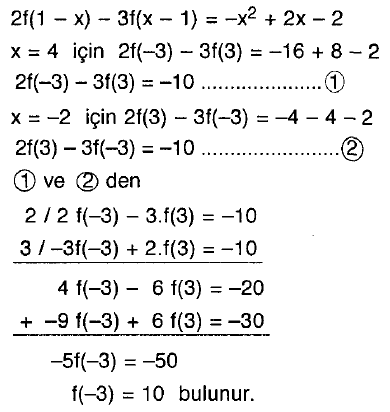 2f(1 – x) – 3f(x – 1) = –x² + 2x – 2
x = 4 için 2f(–3) – 3f(3) = –16 + 8 – 2
2f(–3) – 3f(3) = –10 ...................... ①
x = –2 için 2f(3) – 3f(–3) = –4 – 4 – 2
2f(3) – 3f(–3) = –10 ......................... ②
① ve ② den
2 / 2 f(–3) – 3.f(3) = –10
3 / –3f(–3) + 2.f(3) = –10
4 f(–3) – 6 f(3) = –20
+ –9 f(–3) + 6 f(3) = –30
–5f(–3) = –50
f(–3) = 10 bulunur.